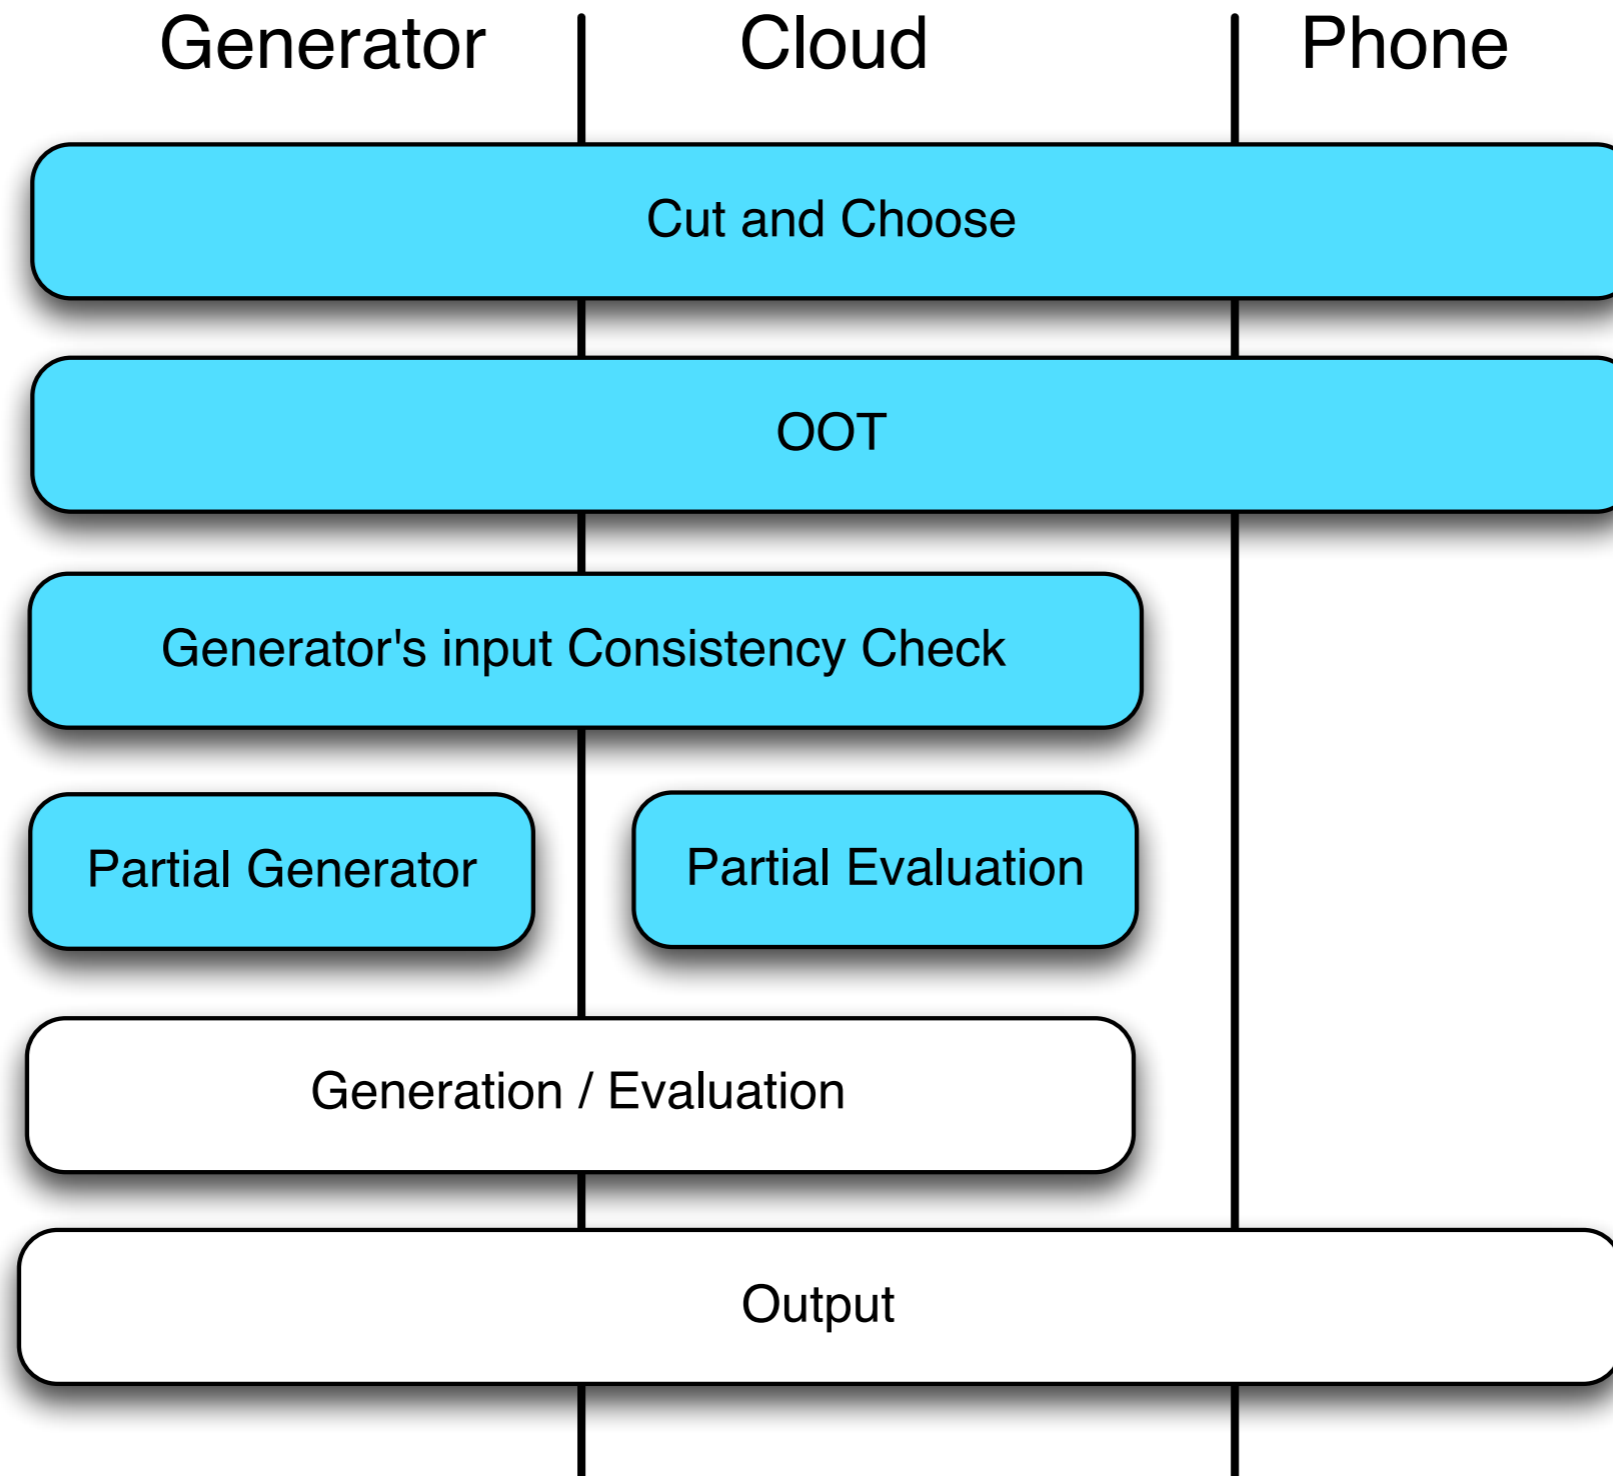 Generator Cloud Phone
Cut and Choose
OOT
Generator's input Consistency Check
Partial Generator Partial Evaluation
Generation / Evaluation
Output